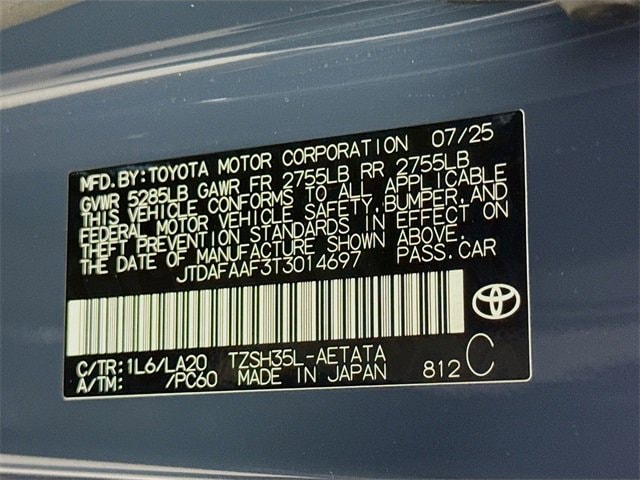 MFD.BY:TOYOTA MOTOR CORPORATION 07/25
GVWR 5285LB GAWR FR 2755LB RR 2755LB
THIS VEHICLE CONFORMS TO ALL APPLICABLE
FEDERAL MOTOR VEHICLE SAFETY,BUMPER,AND
THEFT PREVENTION STANDARDS IN EFFECT ON
THE DATE OF MANUFACTURE SHOWN ABOVE.
JTDAFAAF3T3014697 PASS.CAR
C/TR:1L6/LA20 TZSH35L-AETATA
A/TM: /PC60 MADE IN JAPAN 812 C